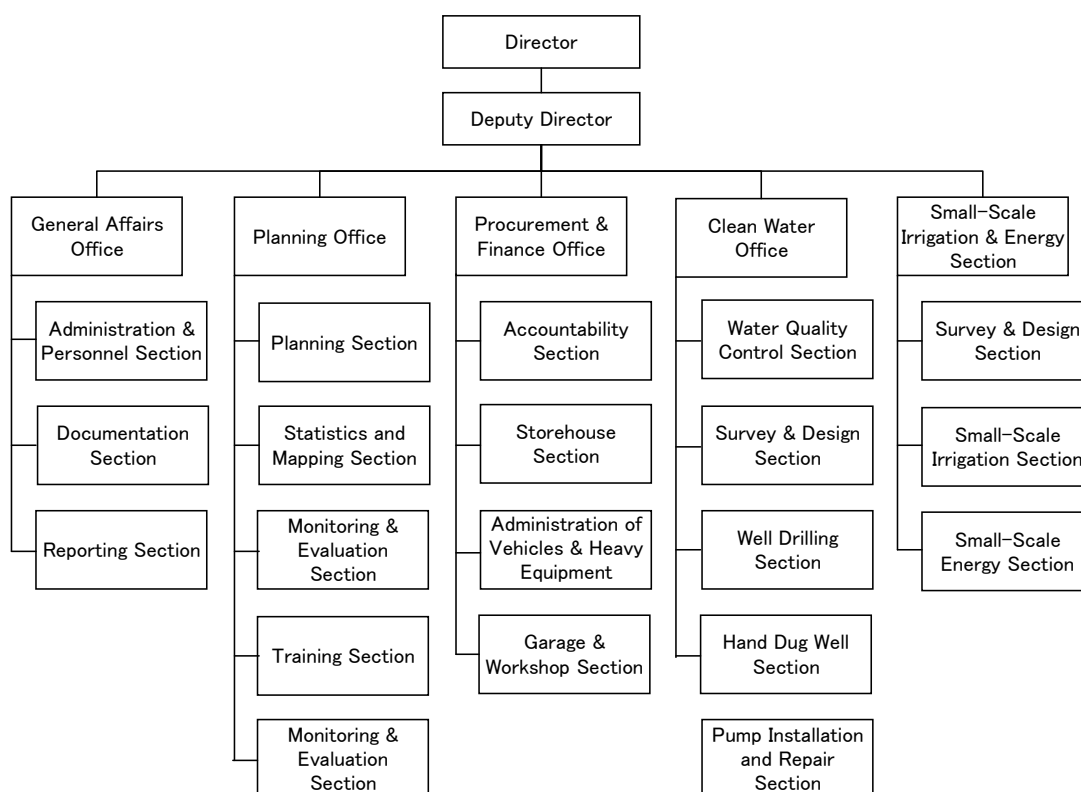 Director
Deputy Director
General Affairs
Office
Planning Office
Procurement &
Finance Office
Clean Water
Office
Small-Scale
Irrigation & Energy
Section
Administration &
Personnel Section
Documentation
Section
Reporting Section
Planning Section
Statistics and
Mapping Section
Monitoring &
Evaluation
Section
Training Section
Monitoring &
Evaluation
Section
Accountability
Section
Storehouse
Section
Administration of
Vehicles & Heavy
Equipment
Garage &
Workshop Section
Water Quality
Control Section
Survey & Design
Section
Well Drilling
Section
Hand Dug Well
Section
Pump Installation
and Repair
Section
Survey & Design
Section
Small-Scale
Irrigation Section
Small-Scale
Energy Section